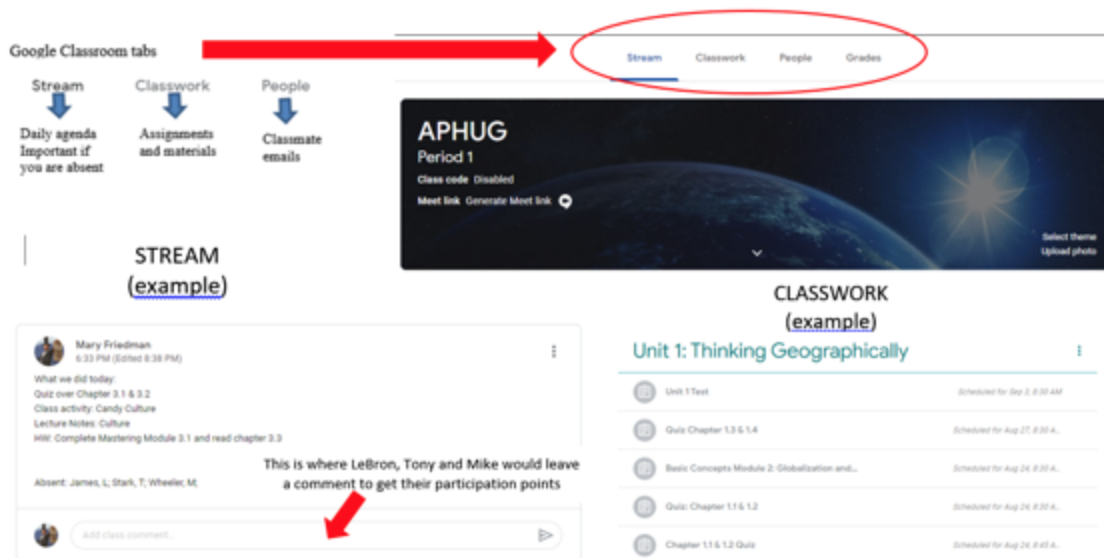 Google Classroom tabs
Stream
Classwork
People
Daily agenda
Important if
you are absent
Assignments
and materials
Classmate
emails
Stream Classwork People Grades
APHUG
Period 1
Class code Disabled
Meet link Generate Meet link
Select theme
Upload photo
STREAM
(example)
Mary Friedman
6:33 PM (Edited 8:38 PM)
What we did today:
Quiz over Chapter 3.1 & 3.2
Class activity: Candy Culture
Lecture Notes: Culture
HW: Complete Mastering Module 3.1 and read chapter 3.3
Absent: James, L; Stark, T; Wheeler, M;
This is where LeBron, Tony and Mike would leave
a comment to get their participation points
Add class comment...
CLASSWORK
(example)
Unit 1: Thinking Geographically
Unit 1 Test Scheduled for Sep 3, 8:30 AM
Quiz Chapter 1.3 & 1.4 Scheduled for Aug 27, 8:30 A...
Basic Concepts Module 2: Globalization and... Scheduled for Aug 24, 8:30 A...
Quiz: Chapter 1.1 & 1.2 Scheduled for Aug 24, 8:30 A...
Chapter 1.1 & 1.2 Quiz Scheduled for Aug 24, 8:45 A...